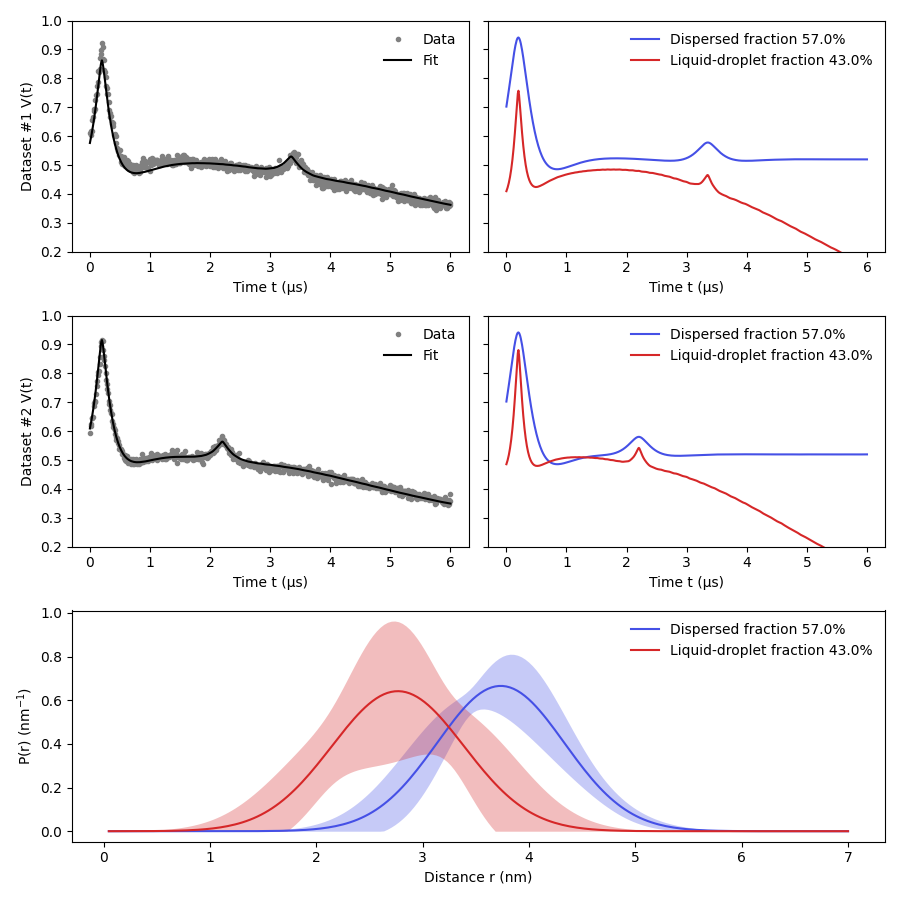 1.0
0.9
0.8
0.7
0.6
0.5
0.4
0.3
0.2
Dataset #1 V(t)
Data
Fit
0 1 2 3 4 5 6
Time t (μs)
Dispersed fraction 57.0%
Liquid-droplet fraction 43.0%
0 1 2 3 4 5 6
Time t (μs)
1.0
0.9
0.8
0.7
0.6
0.5
0.4
0.3
0.2
Dataset #2 V(t)
Data
Fit
0 1 2 3 4 5 6
Time t (μs)
Dispersed fraction 57.0%
Liquid-droplet fraction 43.0%
0 1 2 3 4 5 6
Time t (μs)
1.0
0.8
0.6
0.4
0.2
0.0
P(r) (nm⁻¹)
Dispersed fraction 57.0%
Liquid-droplet fraction 43.0%
0 1 2 3 4 5 6 7
Distance r (nm)